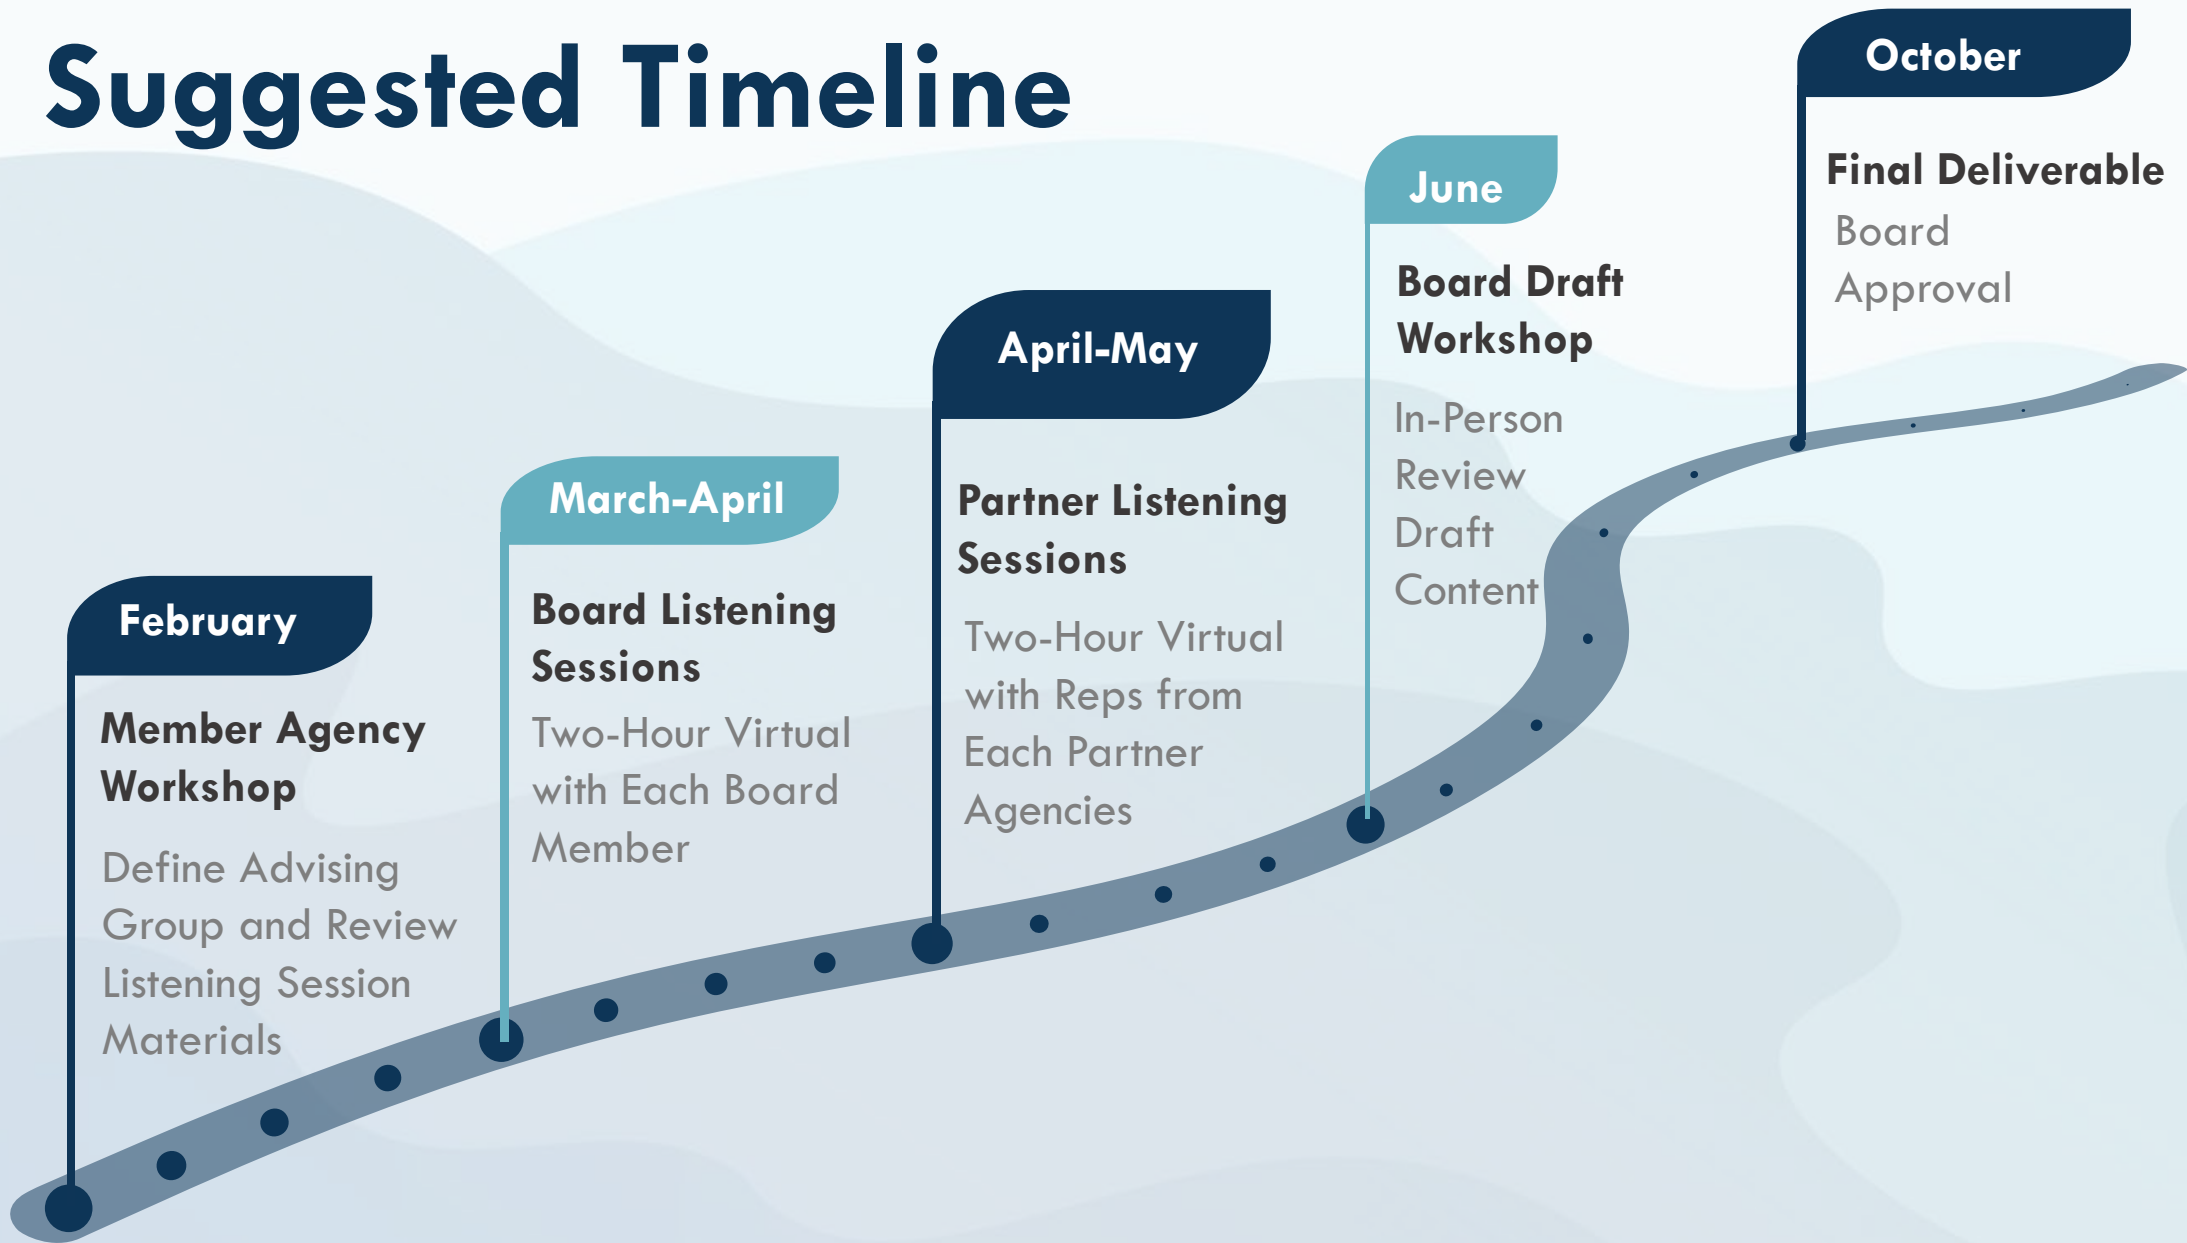 Suggested Timeline
February
Member Agency
Workshop
Define Advising
Group and Review
Listening Session
Materials
March-April
Board Listening
Sessions
Two-Hour Virtual
with Each Board
Member
April-May
Partner Listening
Sessions
Two-Hour Virtual
with Reps from
Each Partner
Agencies
June
Board Draft
Workshop
In-Person
Review
Draft
Content
October
Final Deliverable
Board
Approval